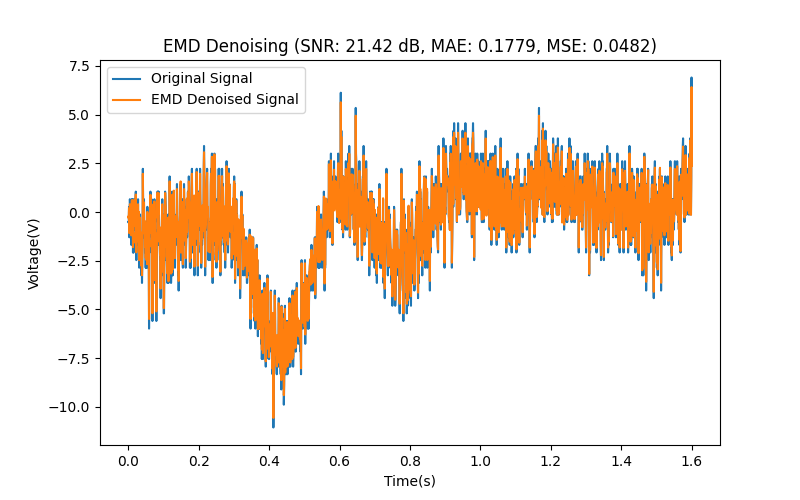 EMD Denoising (SNR: 21.42 dB, MAE: 0.1779, MSE: 0.0482)
Original Signal
EMD Denoised Signal
7.5
5.0
2.5
0.0
−2.5
−5.0
−7.5
−10.0
Voltage(V)
0.0 0.2 0.4 0.6 0.8 1.0 1.2 1.4 1.6
Time(s)